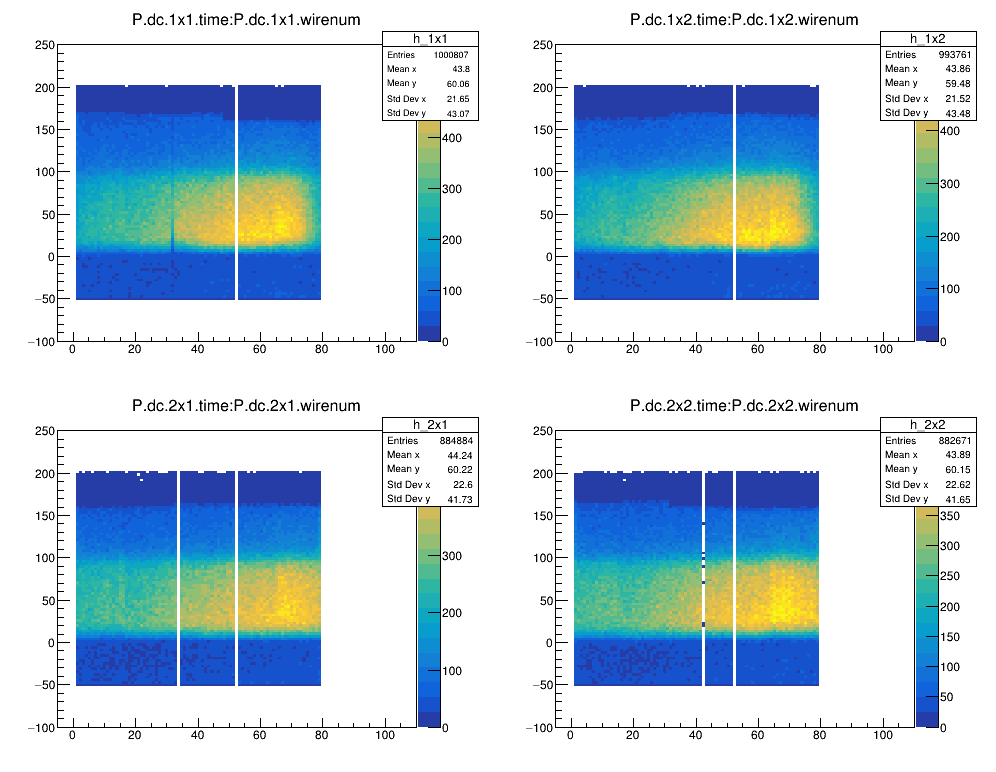 P.dc.1x1.time:P.dc.1x1.wirenum
h_1x1
Entries 1000807
Mean x 43.8
Mean y 60.06
Std Dev x 21.65
Std Dev y 43.07
250
200
150
100
50
0
−50
−100
0 20 40 60 80 100
400
300
200
100
0
P.dc.1x2.time:P.dc.1x2.wirenum
h_1x2
Entries 993761
Mean x 43.86
Mean y 59.48
Std Dev x 21.52
Std Dev y 43.48
250
200
150
100
50
0
−50
−100
0 20 40 60 80 100
400
300
200
100
0
P.dc.2x1.time:P.dc.2x1.wirenum
h_2x1
Entries 884884
Mean x 44.24
Mean y 60.22
Std Dev x 22.6
Std Dev y 41.73
250
200
150
100
50
0
−50
−100
0 20 40 60 80 100
300
200
100
0
P.dc.2x2.time:P.dc.2x2.wirenum
h_2x2
Entries 882671
Mean x 43.89
Mean y 60.15
Std Dev x 22.62
Std Dev y 41.65
250
200
150
100
50
0
−50
−100
0 20 40 60 80 100
350
300
250
200
150
100
50
0